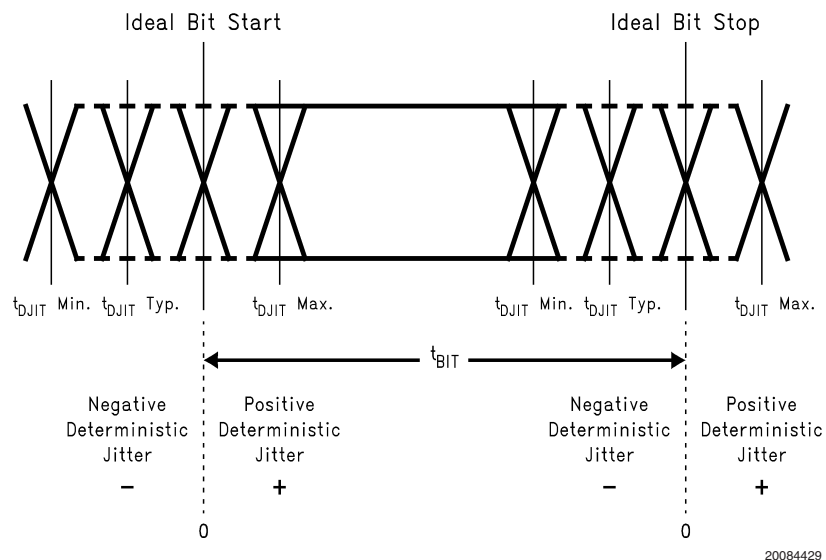 Ideal Bit Start
Ideal Bit Stop
tDJIT Min.
tDJIT Typ.
tDJIT Max.
tDJIT Min.
tDJIT Typ.
tDJIT Max.
tBIT
Negative
Deterministic
Jitter
-
Positive
Deterministic
Jitter
+
Negative
Deterministic
Jitter
-
Positive
Deterministic
Jitter
+
0
0
20084429